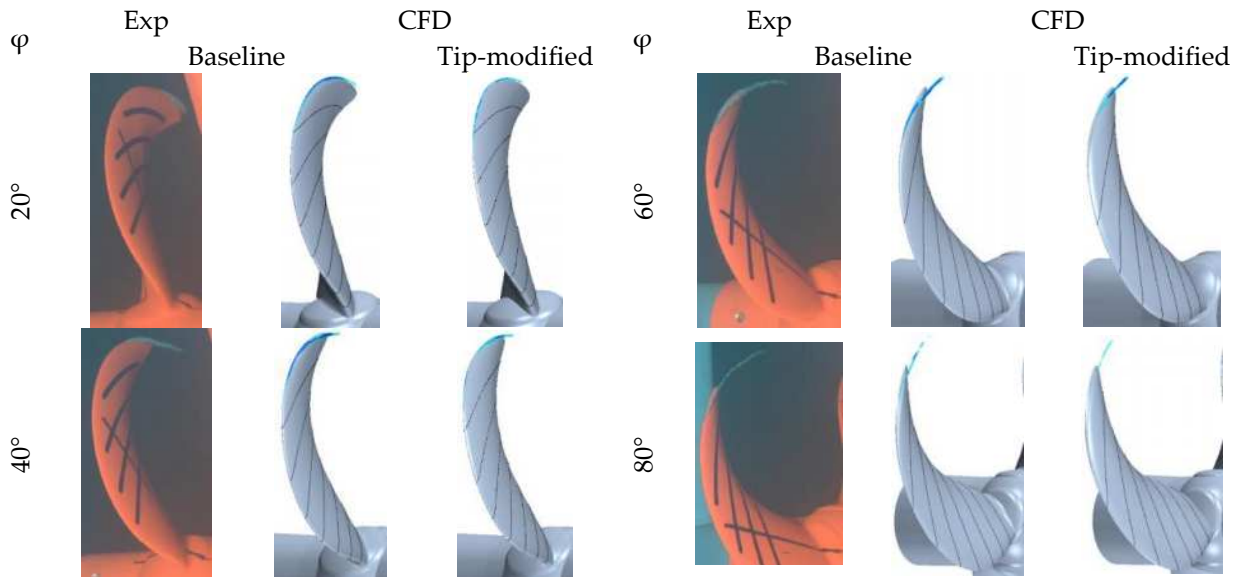 φ Exp CFD φ Exp CFD
Baseline Tip-modified Baseline Tip-modified
20° 60°
40° 80°